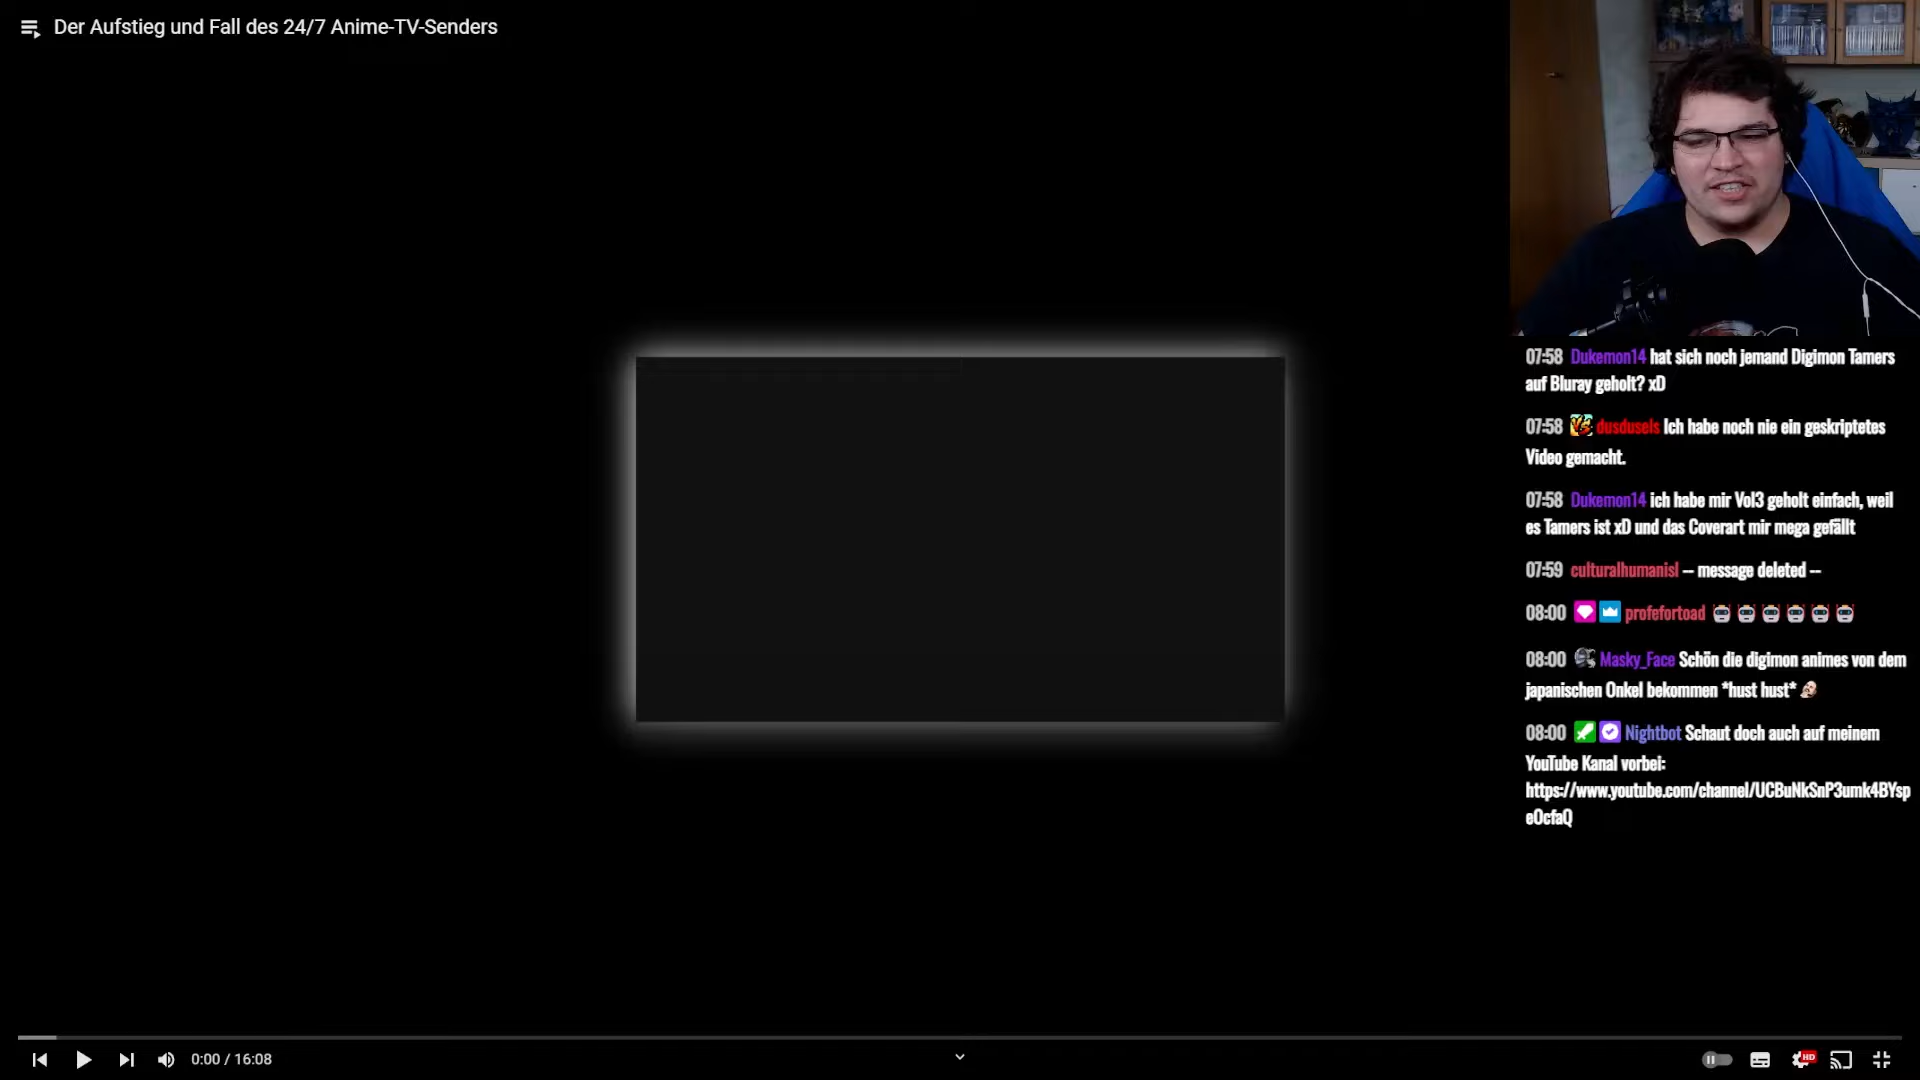 Der Aufstieg und Fall des 24/7 Anime-TV-Senders
07:58 Dukemon14 hat sich noch jemand Digimon Tamers
auf Bluray geholt? xD
07:58 dusdusels Ich habe noch nie ein geskriptetes
Video gemacht.
07:58 Dukemon14 ich habe mir Vol3 geholt einfach, weil
es Tamers ist xD und das Coverart mir mega gefällt
07:59 culturalhumanisl -- message deleted --
08:00 profefortoad
08:00 Masky_Face Schön die digimon animes von dem
japanischen Onkel bekommen *hust hust*
08:00 Nightbot Schaut doch auch auf meinem
YouTube Kanal vorbei:
https://www.youtube.com/channel/UCBuNkSnP3umk4BYsp
eOcfaQ
0:00 / 16:08
HD